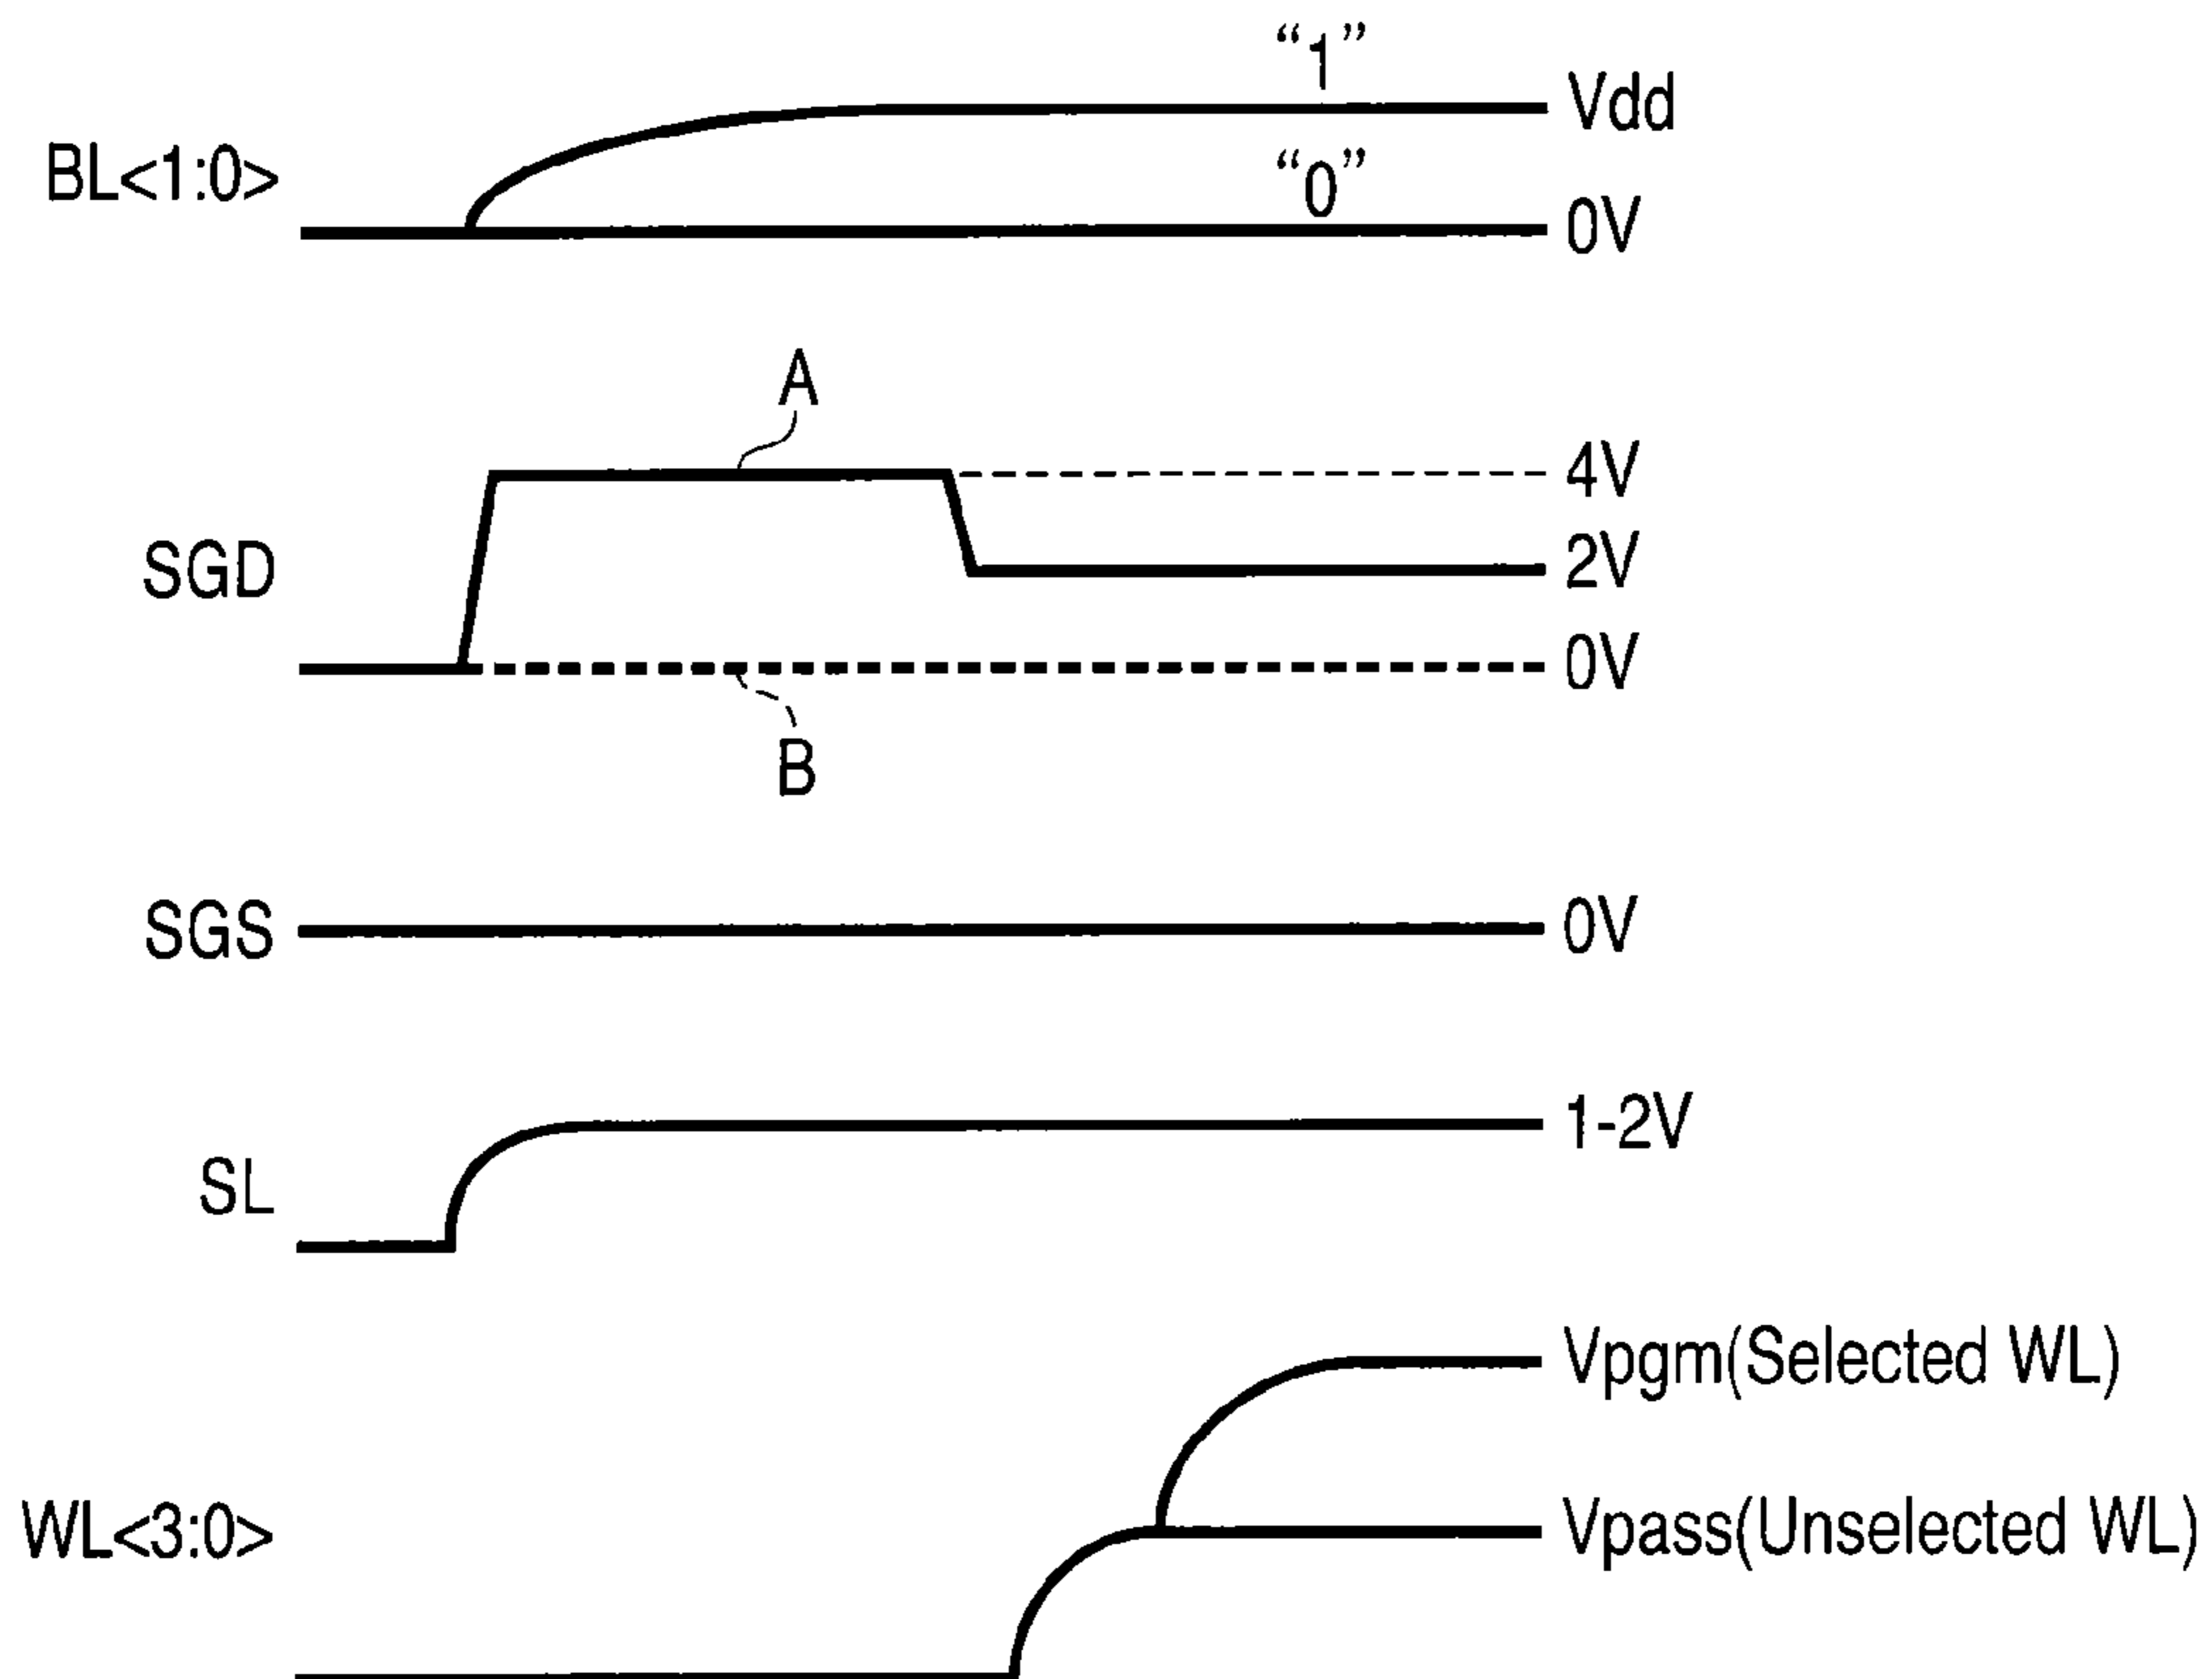 “1”
Vdd
BL<1:0>
“0”
0V
A
4V
SGD
2V
0V
B
SGS
0V
1-2V
SL
Vpgm(Selected WL)
WL<3:0>
Vpass(Unselected WL)